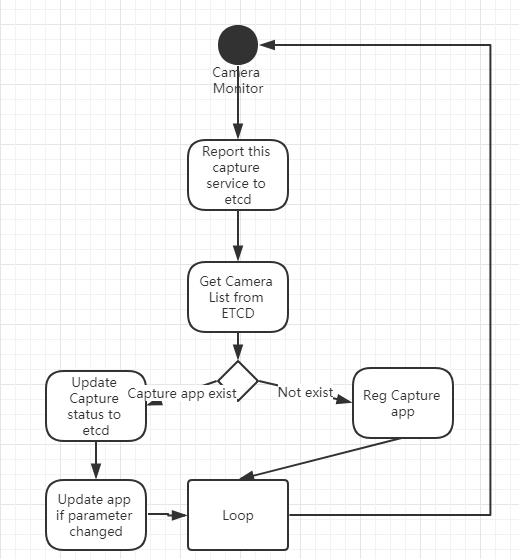 Camera
Monitor
Report this
capture
service to
etcd
Get Camera
List from
ETCD
Capture app exist
Not exist
Update
Capture
status to
etcd
Reg Capture
app
Update app
if parameter
changed
Loop